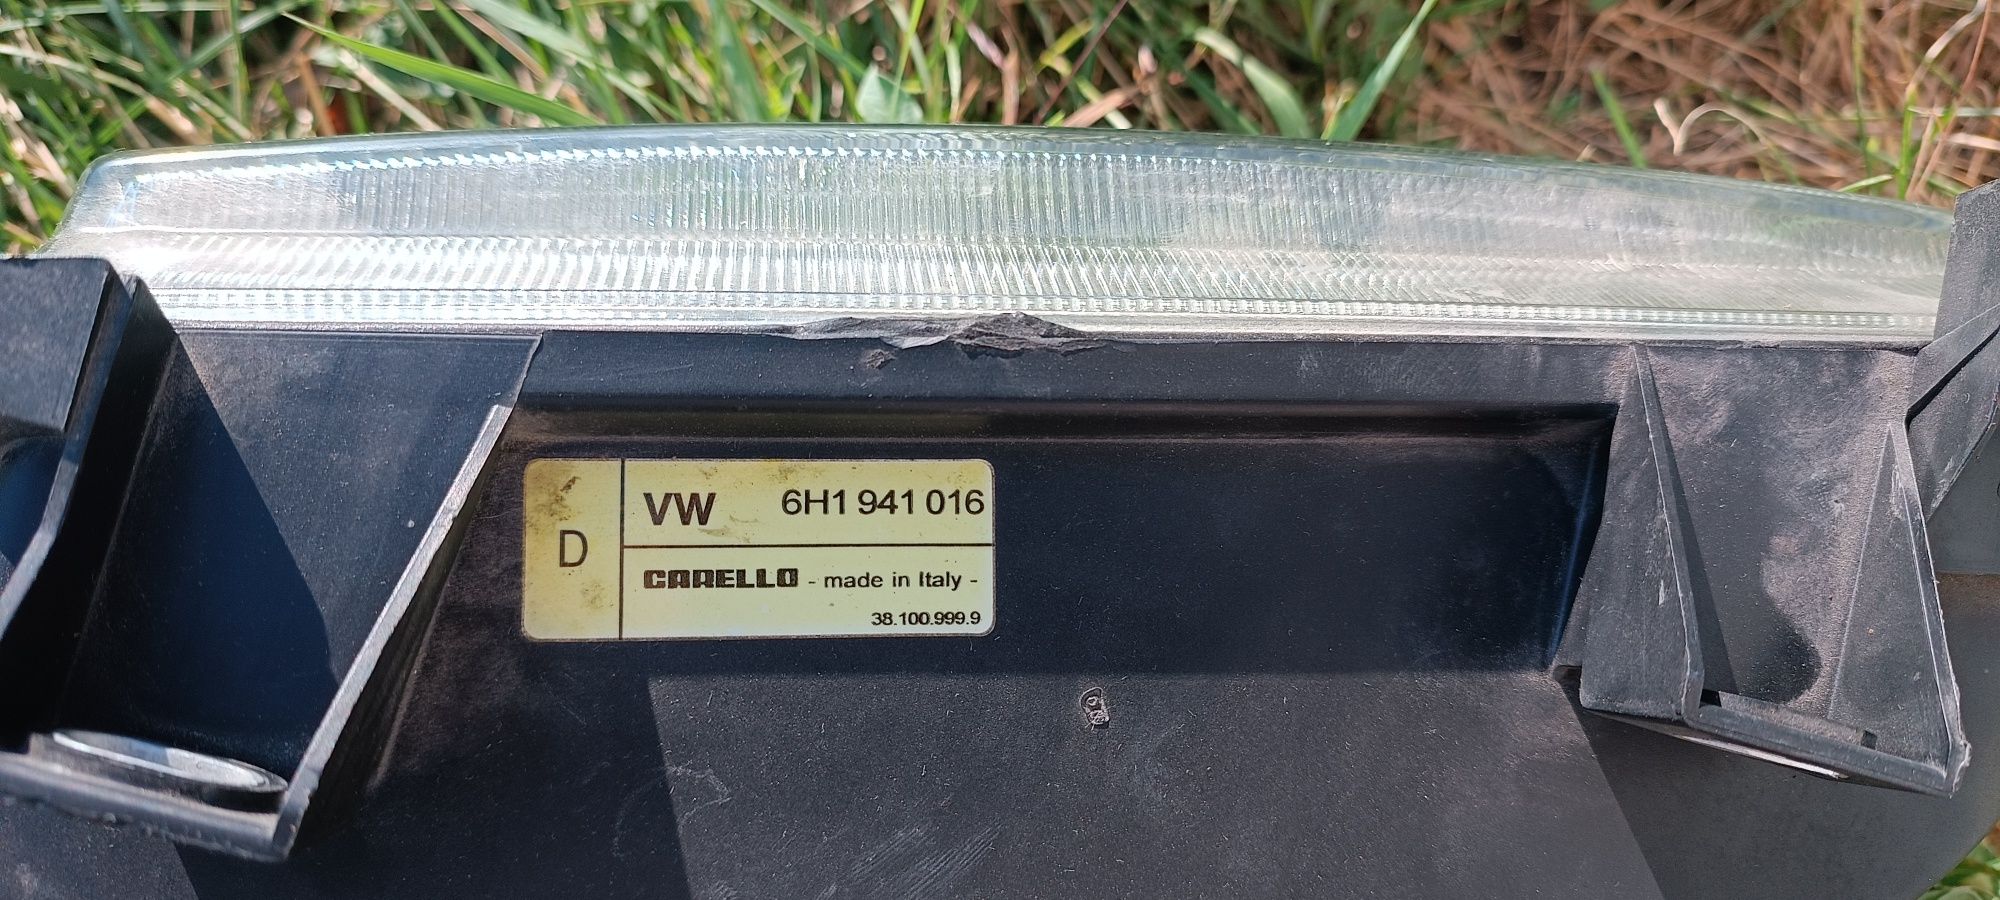 D
VW 6H1 941 016
CARELLO - made in Italy -
38.100.999.9